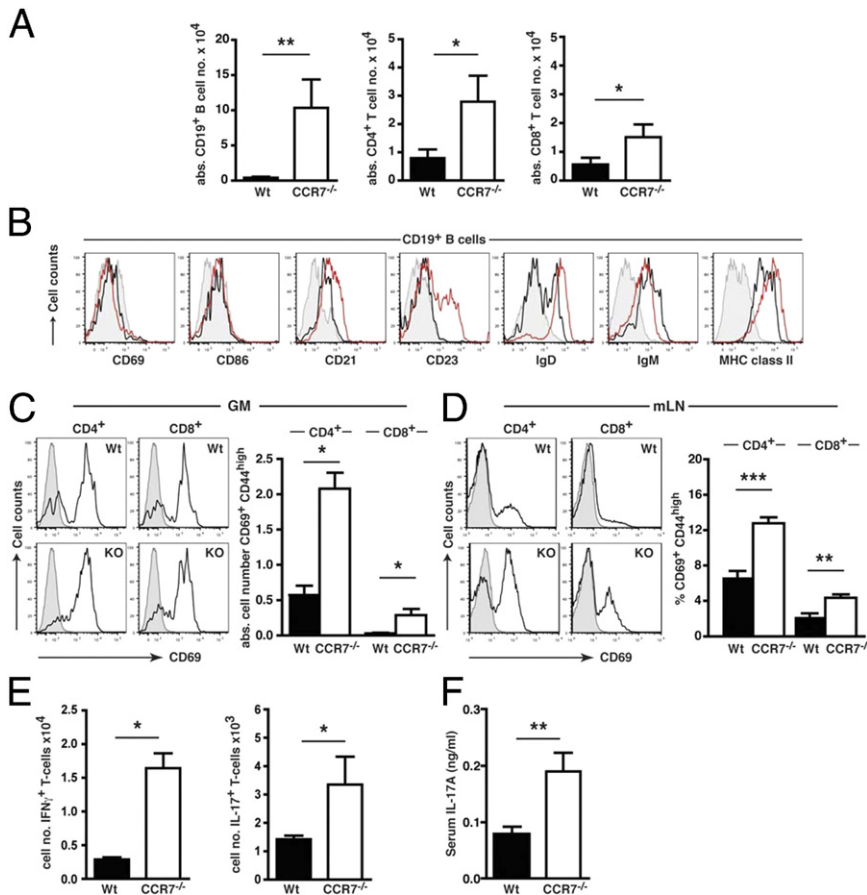 A
abs. CD19+ B cell no. x 10^4
20
15
10
5
0
**
Wt CCR7-/-
abs. CD4+ T cell no. x 10^4
5
4
3
2
1
0
*
Wt CCR7-/-
abs. CD8+ T cell no. x 10^4
5
4
3
2
1
0
*
Wt CCR7-/-
B
CD19+ B cells
Cell counts
CD69 CD86 CD21 CD23 IgD IgM MHC class II
C
GM
CD4+ CD8+
Wt Wt
KO KO
Cell counts
CD69
CD4+ CD8+
abs. cell number CD69+ CD44high
2.5
2.0
1.5
1.0
0.5
0.0
*
*
Wt CCR7-/- Wt CCR7-/-
D
mLN
CD4+ CD8+
Wt Wt
KO KO
Cell counts
CD69
CD4+ CD8+
% CD69+ CD44high
20
16
12
8
4
0
***
**
Wt CCR7-/- Wt CCR7-/-
E
cell no. IFNγ+ T-cells x10^4
2.5
2.0
1.5
1.0
0.5
0
*
Wt CCR7-/-
cell no. IL-17+ T-cells x10^3
6
4
2
0
*
Wt CCR7-/-
F
Serum IL-17A (ng/ml)
0.3
0.2
0.1
0
**
Wt CCR7-/-